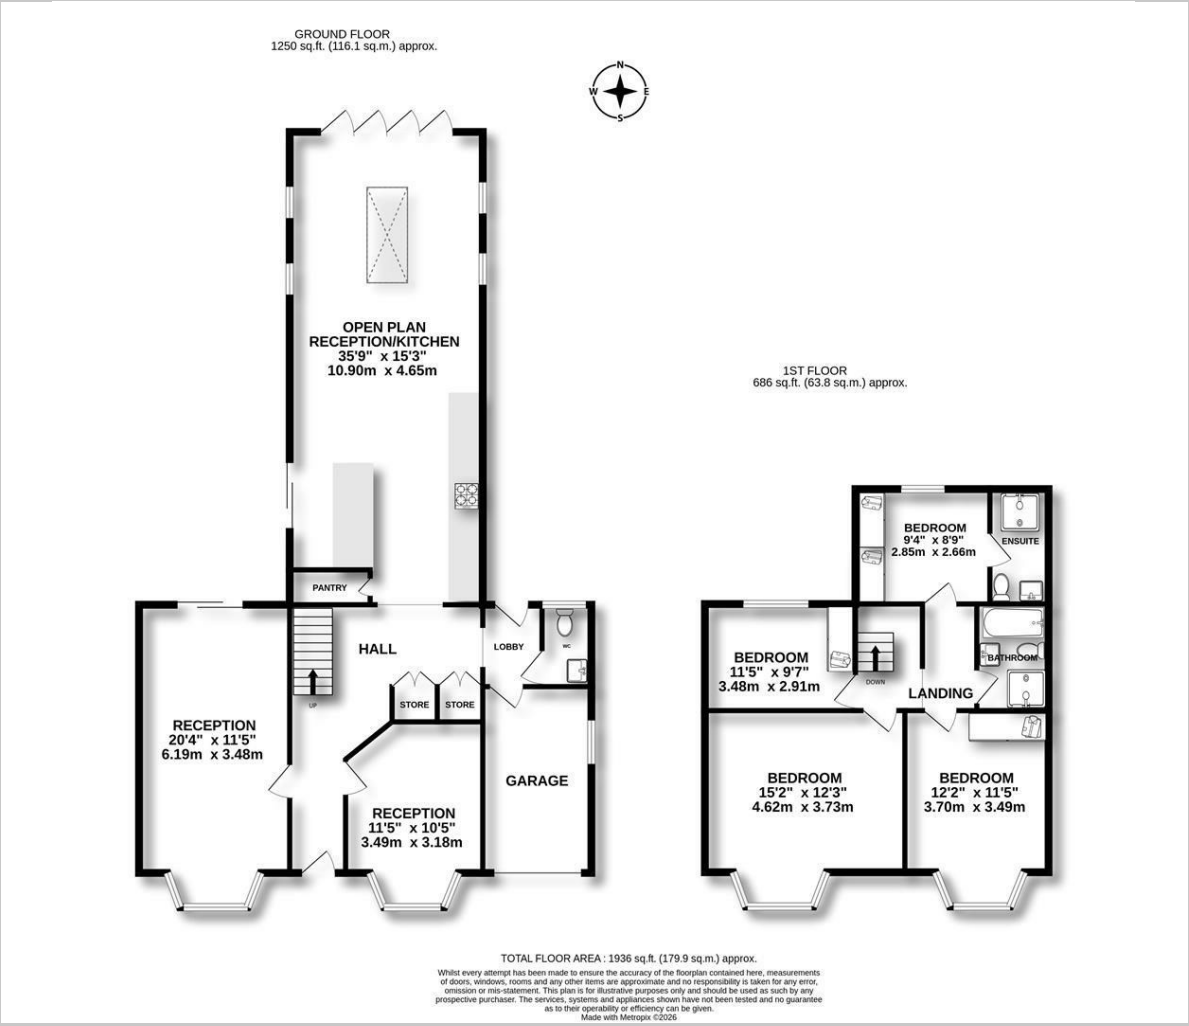 GROUND FLOOR
1250 sq.ft. (116.1 sq.m.) approx.
N
W
E
S
OPEN PLAN
RECEPTION/KITCHEN
35'9" x 15'3"
10.90m x 4.65m
PANTRY
HALL
LOBBY
WC
UP
STORE
STORE
RECEPTION
20'4" x 11'5"
6.19m x 3.48m
GARAGE
RECEPTION
11'5" x 10'5"
3.49m x 3.18m
1ST FLOOR
686 sq.ft. (63.8 sq.m.) approx.
BEDROOM
9'4" x 8'9"
2.85m x 2.66m
ENSUITE
BEDROOM
11'5" x 9'7"
3.48m x 2.91m
DOWN
BATHROOM
LANDING
BEDROOM
15'2" x 12'3"
4.62m x 3.73m
BEDROOM
12'2" x 11'5"
3.70m x 3.49m
TOTAL FLOOR AREA : 1936 sq.ft. (179.9 sq.m.) approx.
Whilst every attempt has been made to ensure the accuracy of the floorplan contained here, measurements
of doors, windows, rooms and any other items are approximate and no responsibility is taken for any error,
omission or mis-statement. This plan is for illustrative purposes only and should be used as such by any
prospective purchaser. The services, systems and appliances shown have not been tested and no guarantee
as to their operability or efficiency can be given.
Made with Metropix ©2026